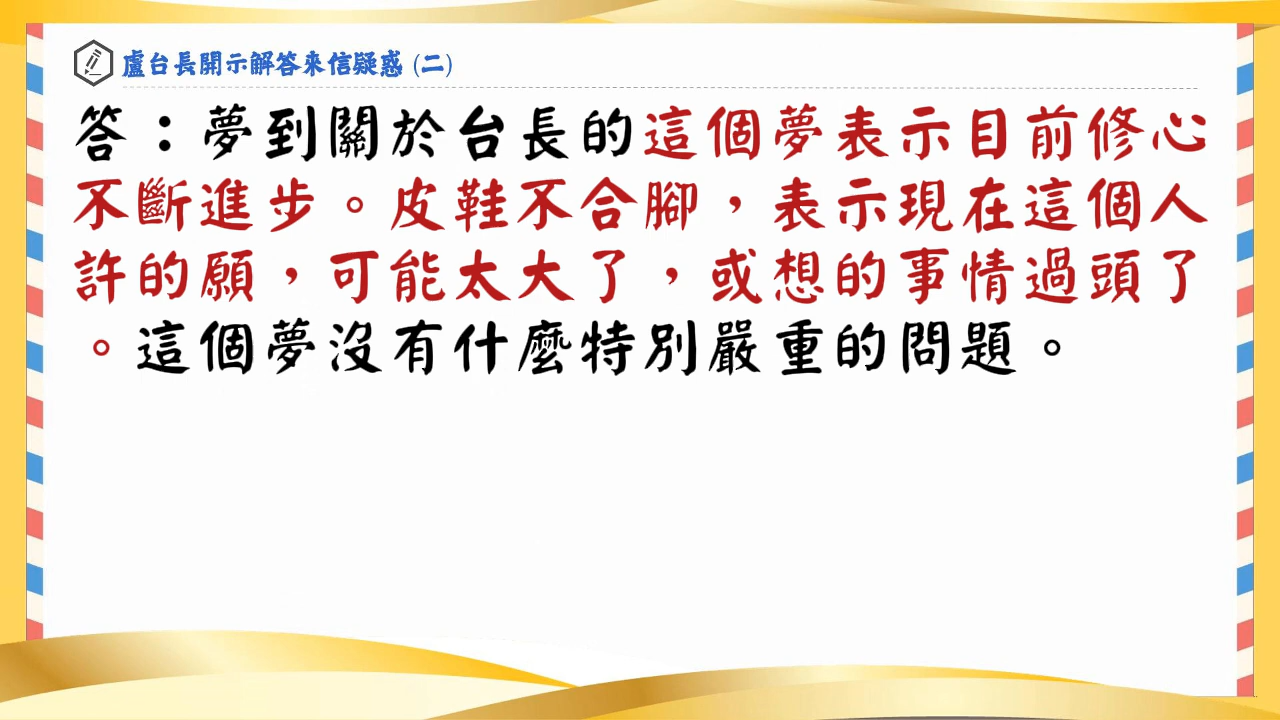 盧台長開示解答來信疑惑 (二)
答：夢到關於台長的這個夢表示目前修心
不斷進步。皮鞋不合腳，表示現在這個人
許的願，可能太大了，或想的事情過頭了
。這個夢沒有什麼特別嚴重的問題。